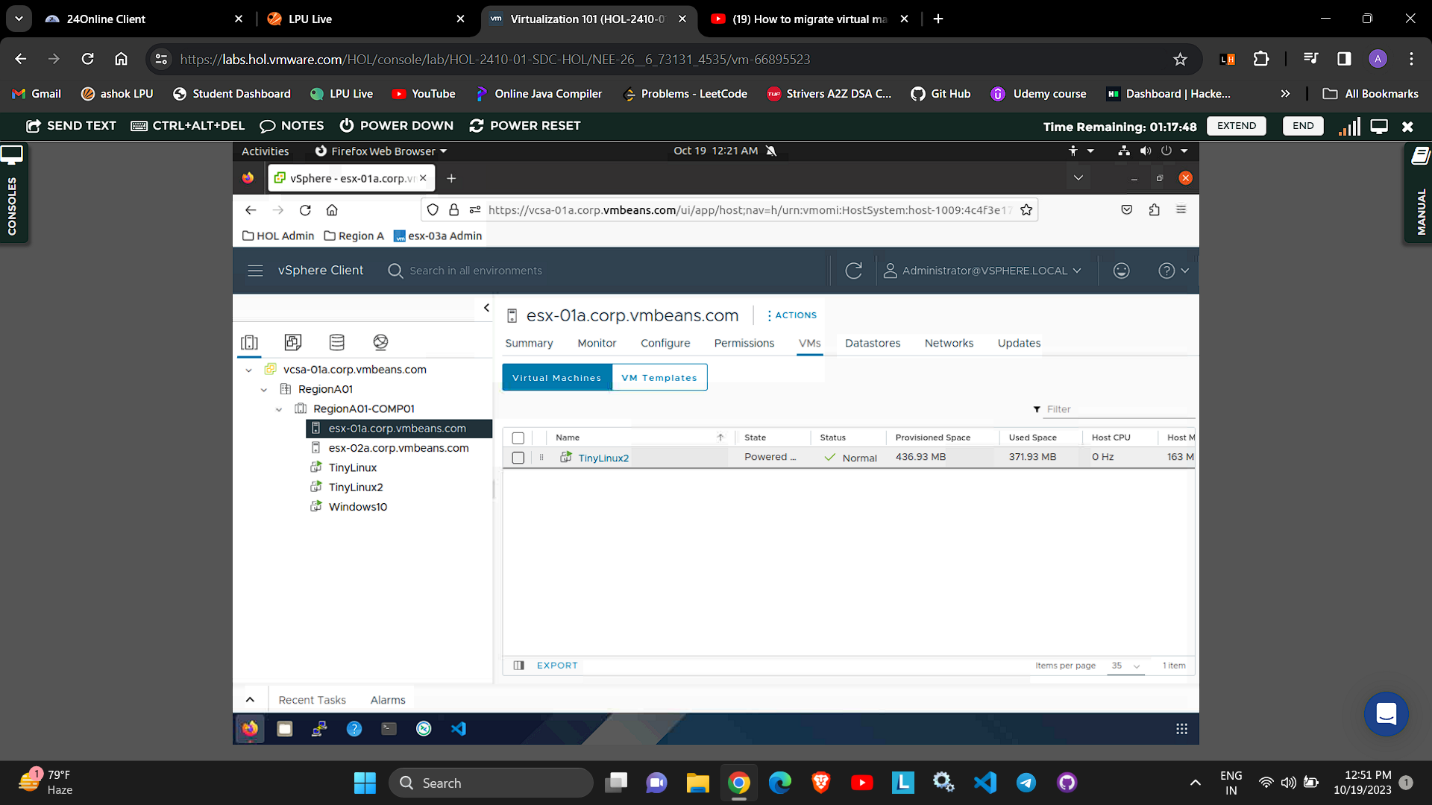 24Online Client
LPU Live
Virtualization 101 (HOL-2410-0
(19) How to migrate virtual ma
https://labs.hol.vmware.com/HOL/console/lab/HOL-2410-01-SDC-HOL/NEE-26__6_73131_4535/vm-66895523
A
Gmail
ashok LPU
Student Dashboard
LPU Live
YouTube
Online Java Compiler
Problems - LeetCode
Strivers A2Z DSA C...
Git Hub
Udemy course
Dashboard | Hacke...
All Bookmarks
SEND TEXT
CTRL+ALT+DEL
NOTES
POWER DOWN
POWER RESET
Time Remaining: 01:17:48
EXTEND
END
CONSOLES
MANUAL
Activities
Firefox Web Browser
Oct 19 12:21 AM
vSphere - esx-01a.corp.v
https://vcsa-01a.corp.vmbeans.com/ui/app/host;nav=h/urn:vmomi:HostSystem:host-1009:4c4f3e17
HOL Admin
Region A
esx-03a Admin
vSphere Client
Search in all environments
Administrator@VSPHERE.LOCAL
vcsa-01a.corp.vmbeans.com
RegionA01
RegionA01-COMP01
esx-01a.corp.vmbeans.com
esx-02a.corp.vmbeans.com
TinyLinux
TinyLinux2
Windows10
esx-01a.corp.vmbeans.com
ACTIONS
Summary
Monitor
Configure
Permissions
VMs
Datastores
Networks
Updates
Virtual Machines
VM Templates
Filter
Name
State
Status
Provisioned Space
Used Space
Host CPU
Host M
TinyLinux2
Powered ...
Normal
436.93 MB
371.93 MB
0 Hz
163 M
EXPORT
Items per page
35
1 item
Recent Tasks
Alarms
1
79°F
Haze
Search
ENG
IN
12:51 PM
10/19/2023
1